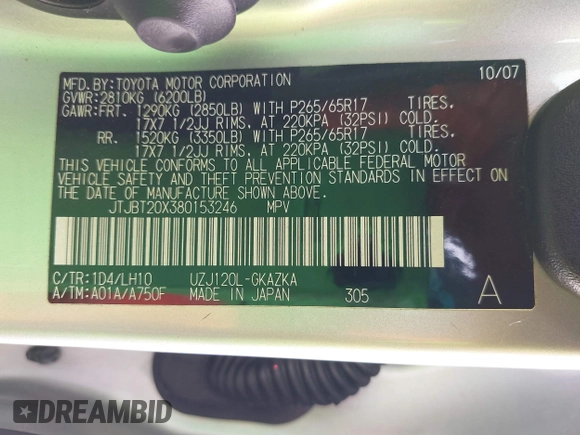 MFD.BY:TOYOTA MOTOR CORPORATION 10/07
GVWR:2810KG (6200LB)
GAWR:FRT. 1290KG (2850LB) WITH P265/65R17 TIRES,
17X7 1/2JJ RIMS, AT 220KPA (32PSI) COLD.
RR. 1520KG (3350LB) WITH P265/65R17 TIRES,
17X7 1/2JJ RIMS, AT 220KPA (32PSI) COLD.
THIS VEHICLE CONFORMS TO ALL APPLICABLE FEDERAL MOTOR
VEHICLE SAFETY AND THEFT PREVENTION STANDARDS IN EFFECT ON
THE DATE OF MANUFACTURE SHOWN ABOVE.
JTJBT20X380153246 MPV
C/TR:1D4/LH10 UZJ120L-GKAZKA
A/TM:A01A/A750F MADE IN JAPAN 305 A
DREAMBID